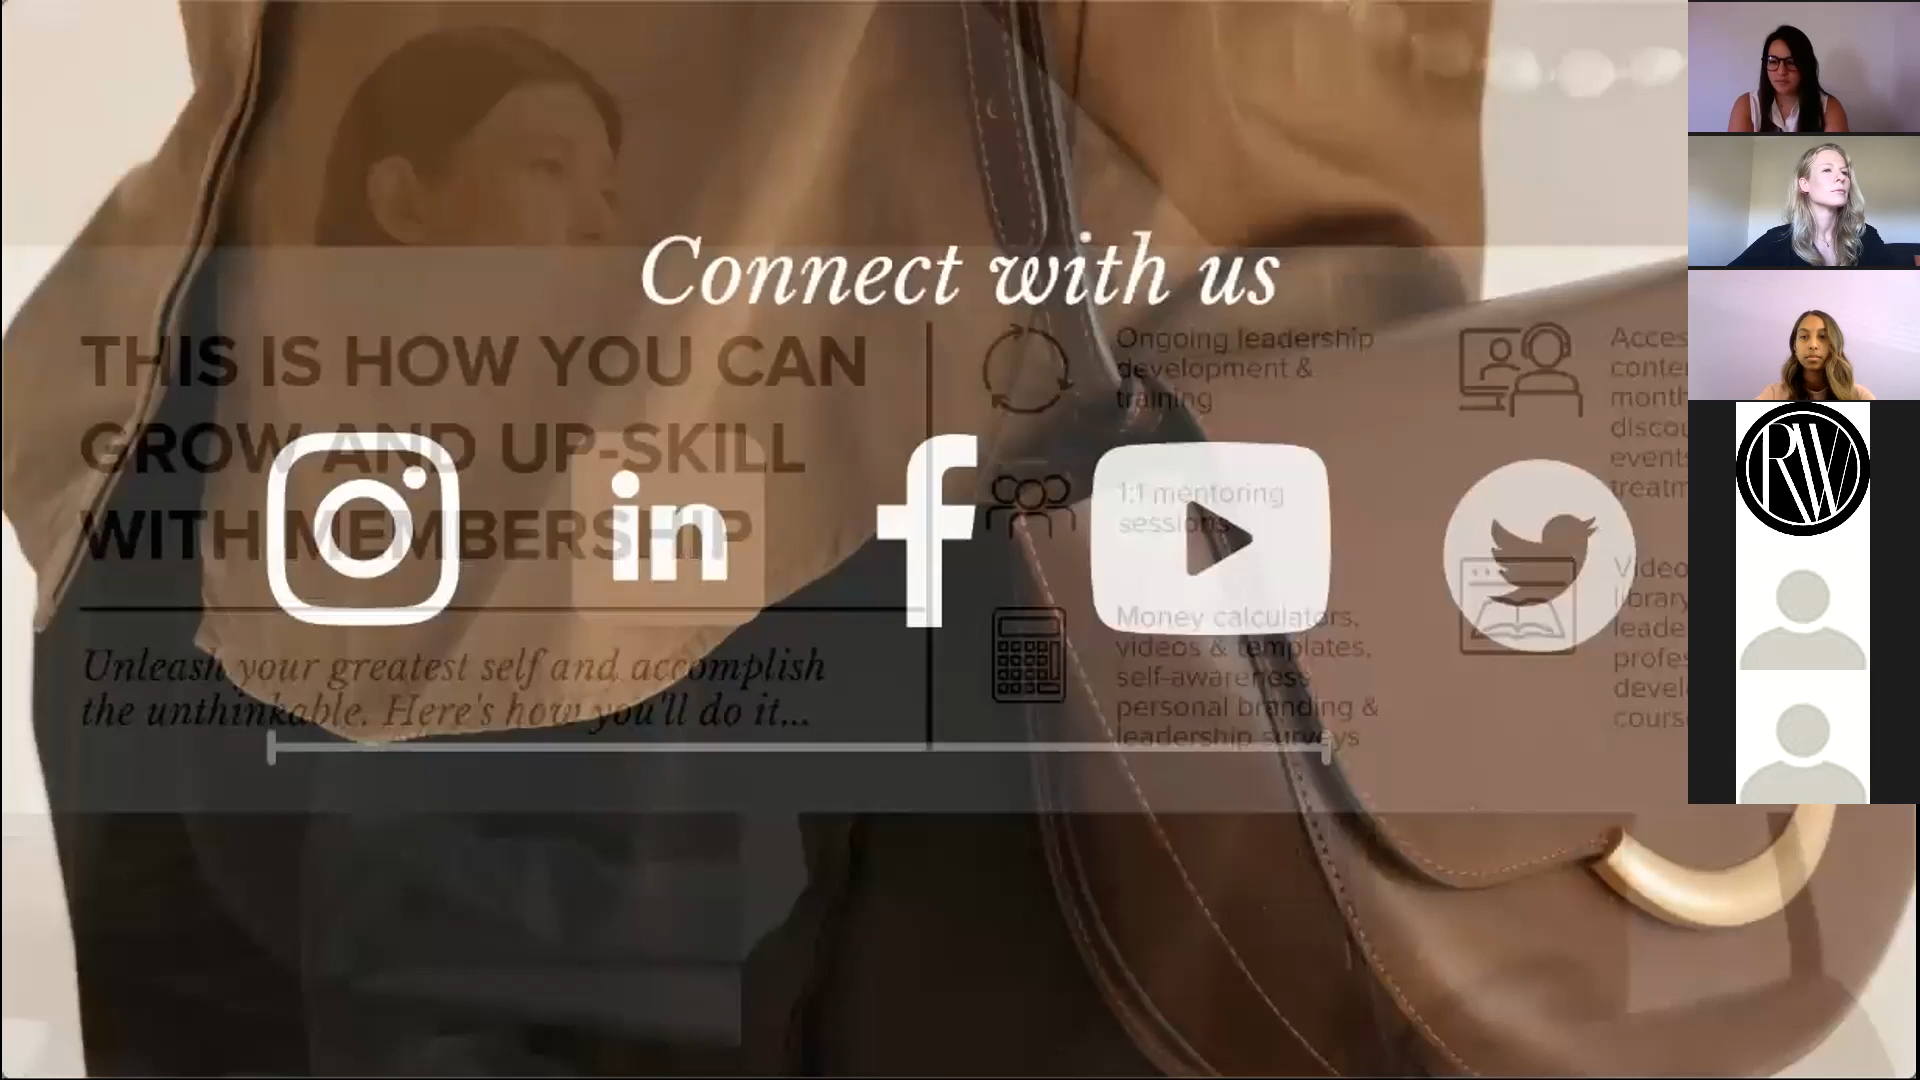 Connect with us
THIS IS HOW YOU CAN
GROW AND UP-SKILL
WITH MEMBERSHIP
Unleash your greatest self and accomplish
the unthinkable. Here's how you'll do it...
in
f
Ongoing leadership
development &
training
1:1 mentoring
sessions
Money calculators,
videos & templates,
self-awareness
personal branding &
leadership surveys
RW